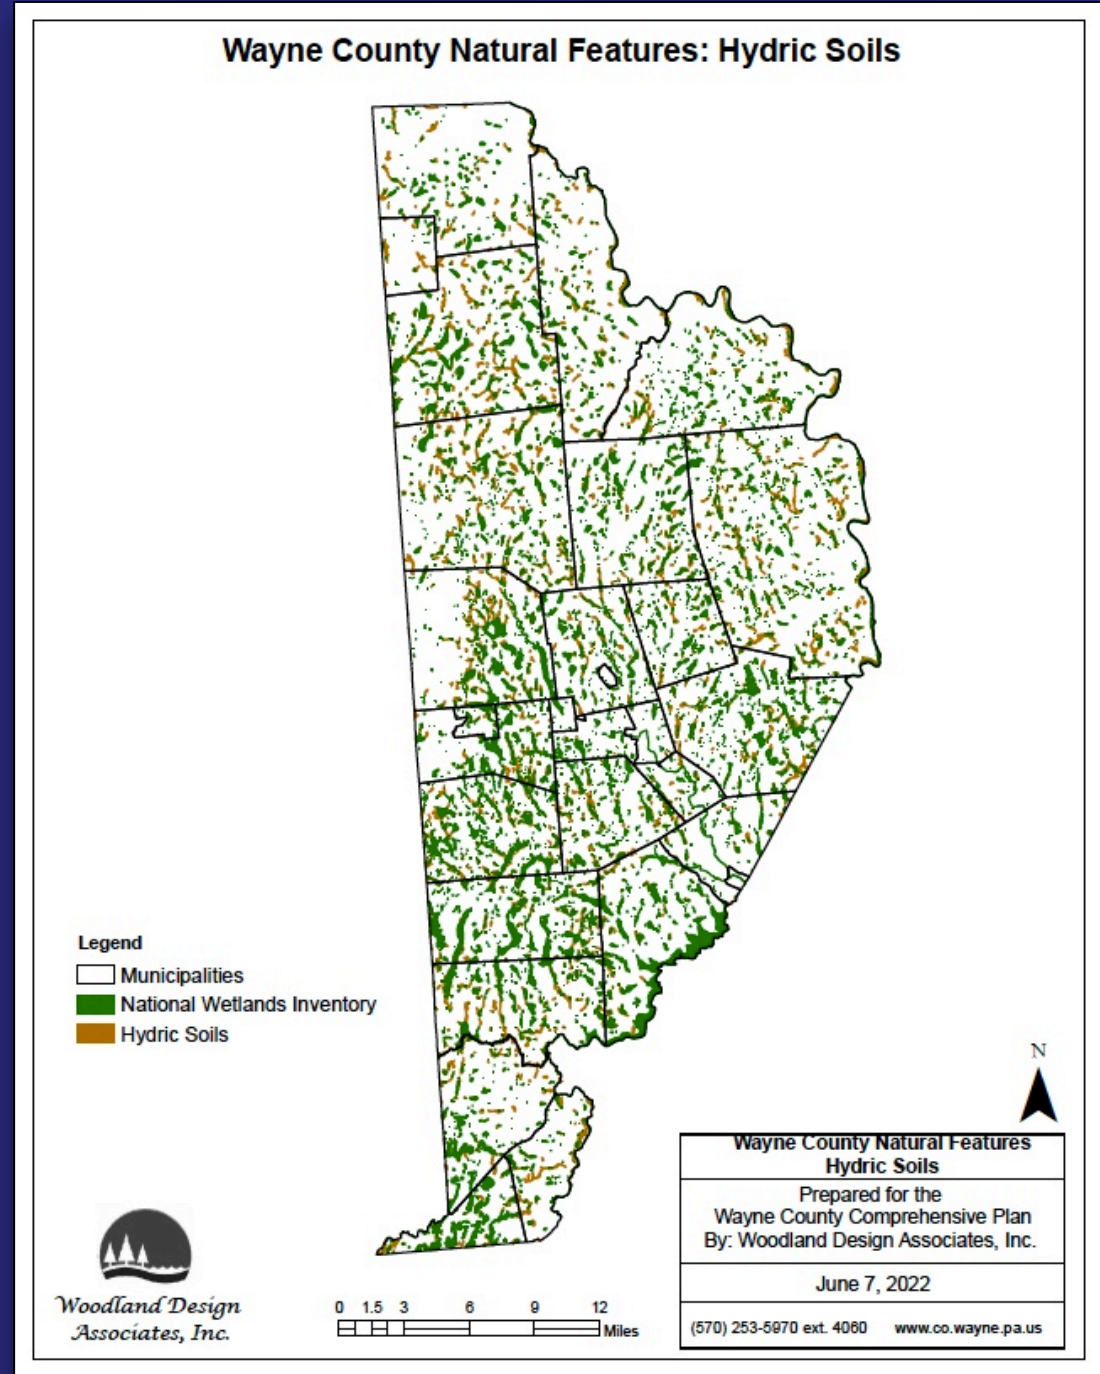 Wayne County Natural Features: Hydric Soils
Legend
Municipalities
National Wetlands Inventory
Hydric Soils
N
Wayne County Natural Features
Hydric Soils
Prepared for the
Wayne County Comprehensive Plan
By: Woodland Design Associates, Inc.
June 7, 2022
(570) 253-5970 ext. 4060 www.co.wayne.pa.us
Woodland Design
Associates, Inc.
0 1.5 3 6 9 12
Miles